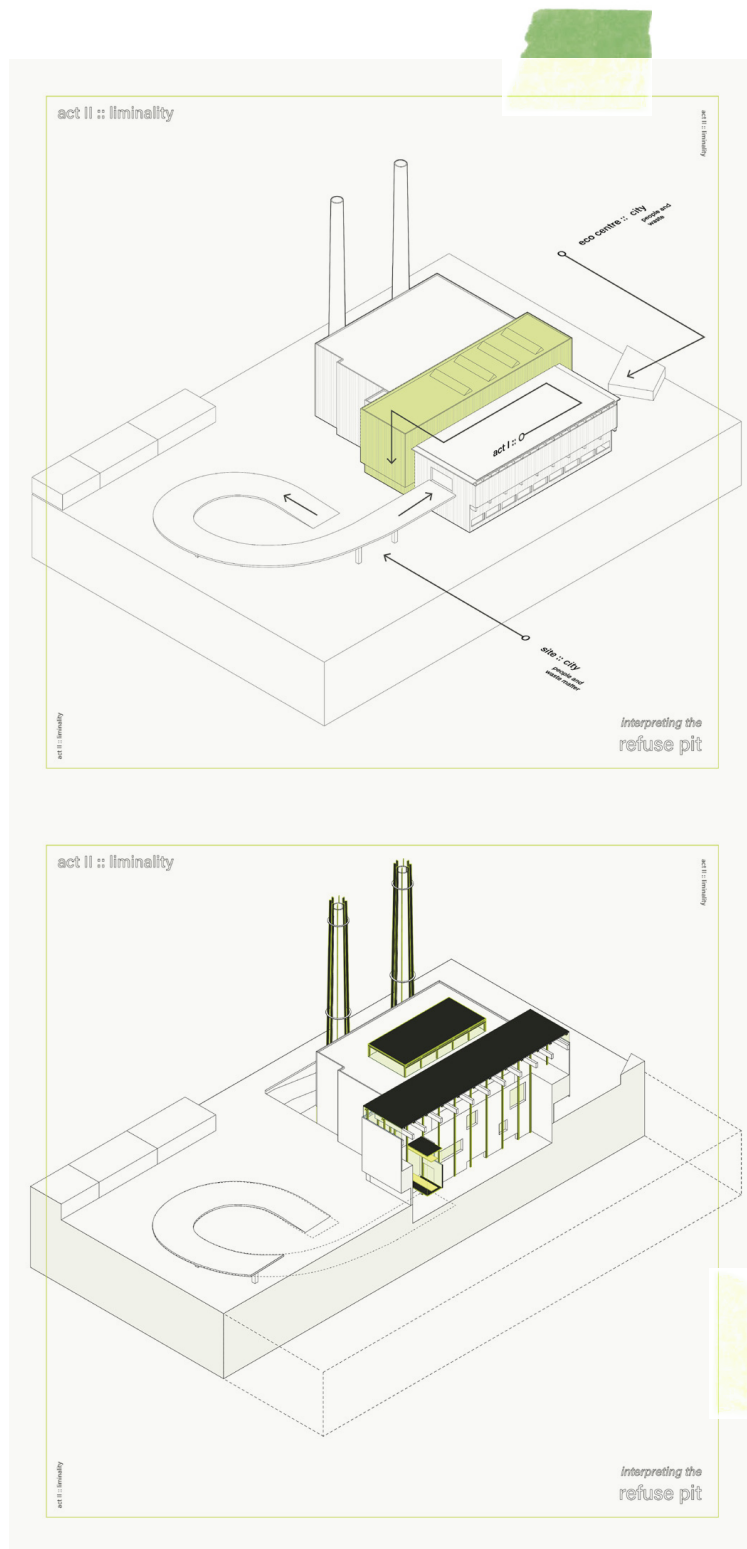 act II :: liminality
act II :: liminality
eco centre :: city
people and
waste
act I ::
site :: city
people and
waste matter
act II :: liminality
interpreting the
refuse pit
act II :: liminality
act II :: liminality
act II :: liminality
interpreting the
refuse pit